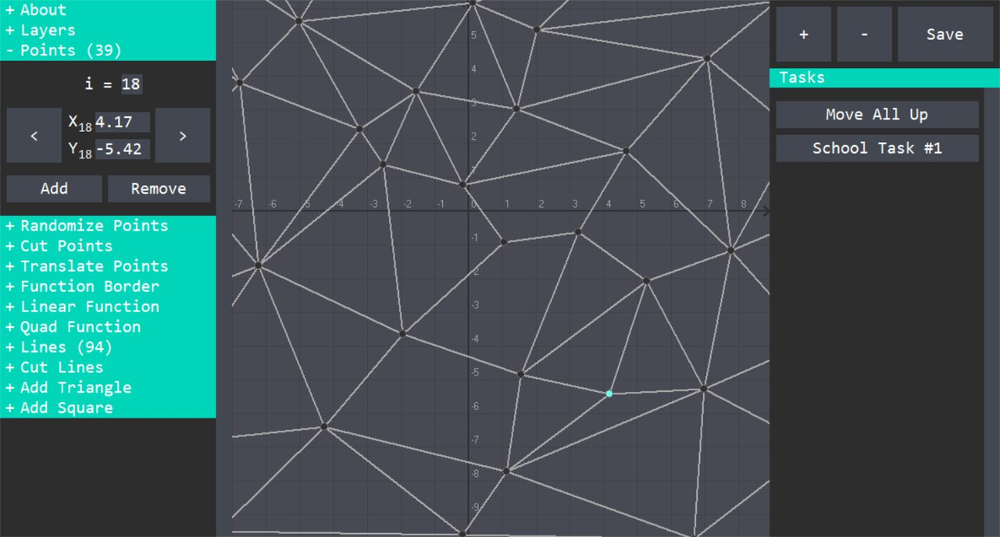 + About
+ Layers
- Points (39)
i = 18
< X18 4.17 >
Y18 -5.42
Add Remove
+ Randomize Points
+ Cut Points
+ Translate Points
+ Function Border
+ Linear Function
+ Quad Function
+ Lines (94)
+ Cut Lines
+ Add Triangle
+ Add Square
5
4
3
2
1
-7 -6 -5 -4 -3 -2 -1 0 1 2 3 4 5 6 7 8
-1
-2
-3
-4
-5
-6
-7
-8
-9
+ - Save
Tasks
Move All Up
School Task #1